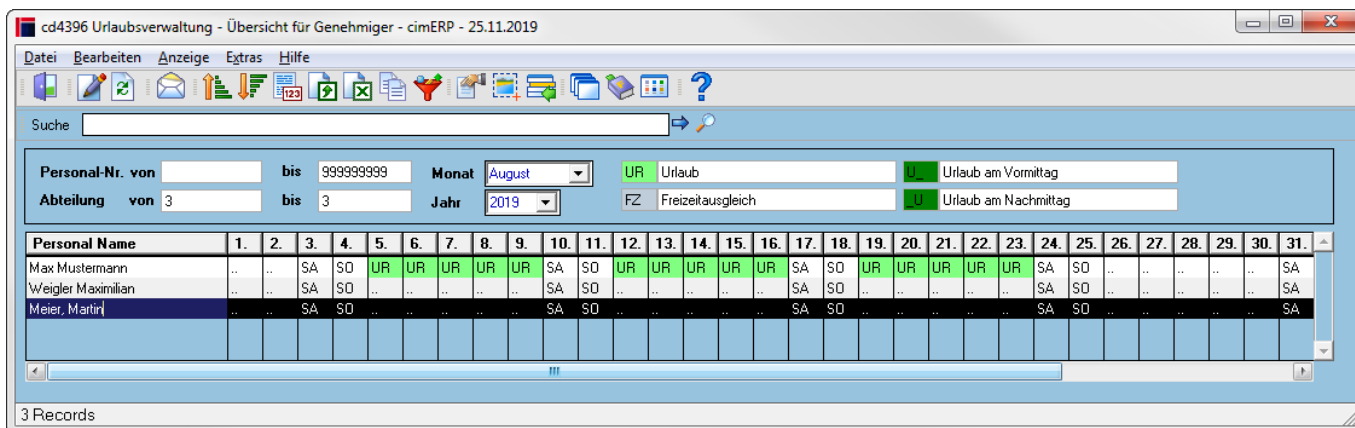 cd4396 Urlaubsverwaltung - Übersicht für Genehmiger - cimERP - 25.11.2019
Datei Bearbeiten Anzeige Extras Hilfe
123
Suche
Personal-Nr. von bis 999999999 Monat August UR Urlaub U_ Urlaub am Vormittag
Abteilung von 3 bis 3 Jahr 2019 FZ Freizeitausgleich _U Urlaub am Nachmittag
Personal Name 1. 2. 3. 4. 5. 6. 7. 8. 9. 10. 11. 12. 13. 14. 15. 16. 17. 18. 19. 20. 21. 22. 23. 24. 25. 26. 27. 28. 29. 30. 31.
Max Mustermann .. .. SA SO UR UR UR UR UR SA SO UR UR UR UR UR SA SO UR UR UR UR UR SA SO .. .. .. .. .. SA
Weigler Maximilian .. .. SA SO .. .. .. .. .. SA SO .. .. .. .. .. SA SO .. .. .. .. .. SA SO .. .. .. .. .. SA
Meier, Martin .. .. SA SO .. .. .. .. .. SA SO .. .. .. .. .. SA SO .. .. .. .. .. SA SO .. .. .. .. .. SA
3 Records